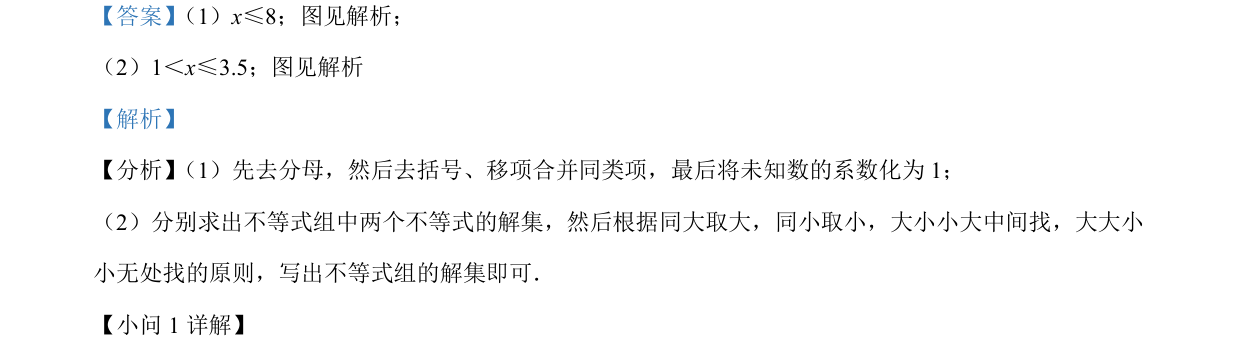 【答案】（1）x≤8；图见解析；
（2）1＜x≤3.5；图见解析
【解析】
【分析】（1）先去分母，然后去括号、移项合并同类项，最后将未知数的系数化为 1；
（2）分别求出不等式组中两个不等式的解集，然后根据同大取大，同小取小，大小小大中间找，大大小
小无处找的原则，写出不等式组的解集即可．
【小问 1 详解】